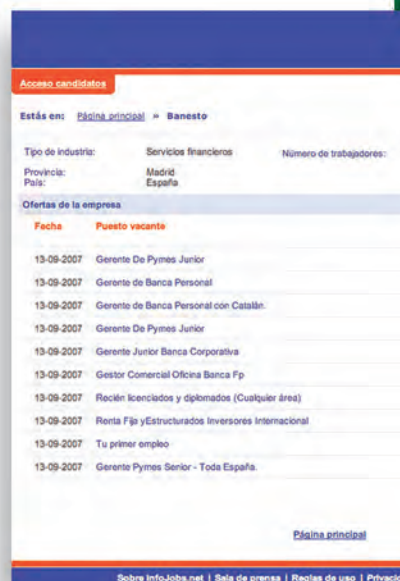 Acceso candidatos
Estás en: Página principal » Banesto
Tipo de industria: Servicios financieros Número de trabajadores:
Provincia: Madrid
País: España
Ofertas de la empresa
Fecha Puesto vacante
13-09-2007 Gerente De Pymes Junior
13-09-2007 Gerente de Banca Personal
13-09-2007 Gerente de Banca Personal con Catalán.
13-09-2007 Gerente De Pymes Junior
13-09-2007 Gerente Junior Banca Corporativa
13-09-2007 Gestor Comercial Oficina Banca Fp
13-09-2007 Recién licenciados y diplomados (Cualquier área)
13-09-2007 Renta Fija yEstructurados Inversores Internacional
13-09-2007 Tu primer empleo
13-09-2007 Gerente Pymes Senior - Toda España.
Página principal
Sobre InfoJobs.net | Sala de prensa | Reglas de uso |